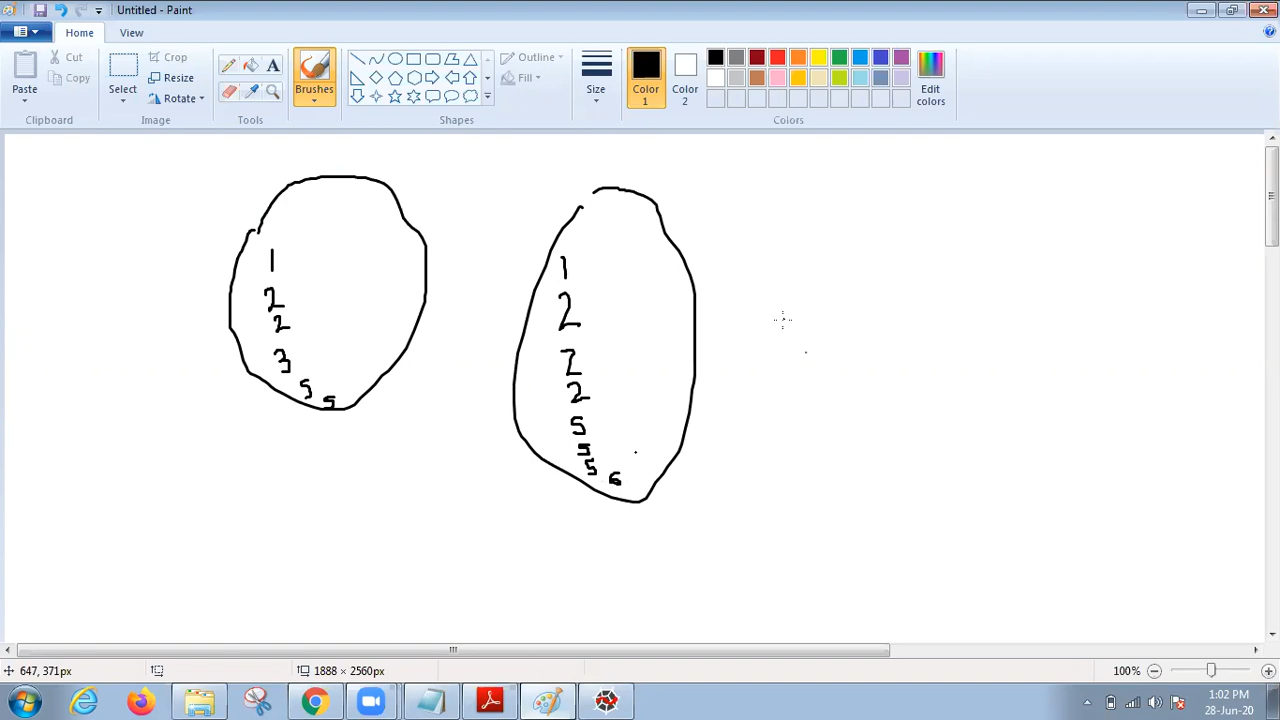 Untitled - Paint
Home
View
Paste
Cut
Copy
Clipboard
Select
Crop
Resize
Rotate
Image
Tools
Brushes
Outline
Fill
Shapes
Size
Color 1
Color 2
Edit colors
Colors
1
2
2
3
5
5
1
2
2
2
5
5
5
6
647, 371px
1888 × 2560px
100%
1:02 PM
28-Jun-20